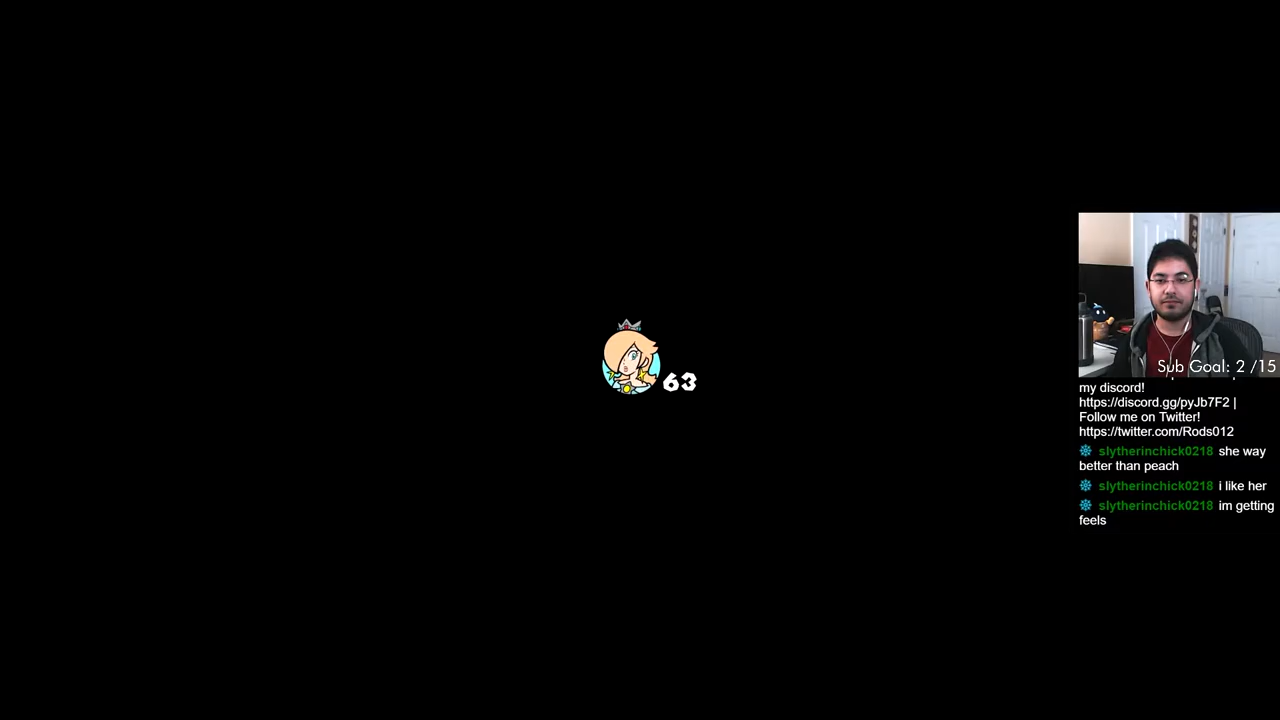 63
Sub Goal: 2 /15
my discord!
https://discord.gg/pyJb7F2 |
Follow me on Twitter!
https://twitter.com/Rods012
slytherinchick0218 she way
better than peach
slytherinchick0218 i like her
slytherinchick0218 im getting
feels